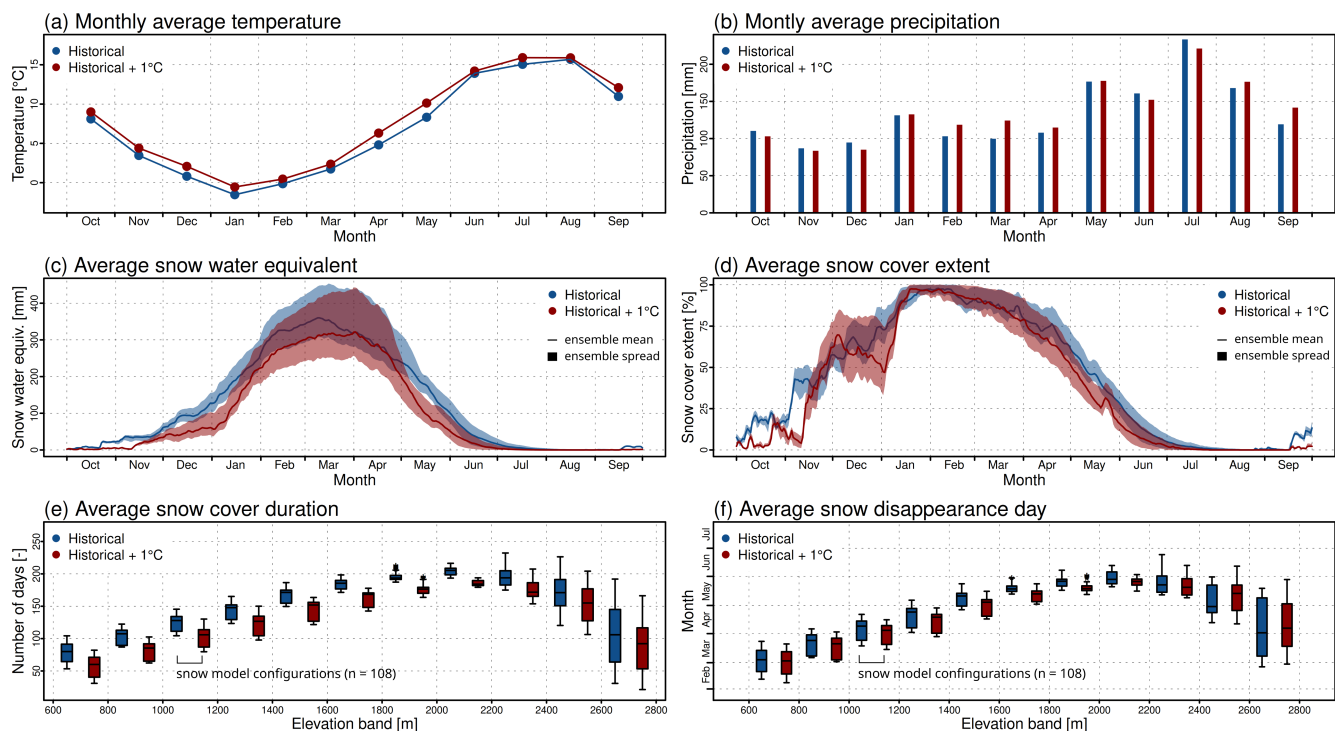 (a) Monthly average temperature
Historical
Historical + 1°C
Temperature [°C]
15
10
5
0
Oct Nov Dec Jan Feb Mar Apr May Jun Jul Aug Sep
Month
(b) Montly average precipitation
Historical
Historical + 1°C
Precipitation [mm]
200
150
100
50
0
Oct Nov Dec Jan Feb Mar Apr May Jun Jul Aug Sep
Month
(c) Average snow water equivalent
Historical
Historical + 1°C
ensemble mean
ensemble spread
Snow water equiv. [mm]
400
300
200
100
0
Oct Nov Dec Jan Feb Mar Apr May Jun Jul Aug Sep
Month
(d) Average snow cover extent
Historical
Historical + 1°C
ensemble mean
ensemble spread
Snow cover extent [%]
100
75
50
25
0
Oct Nov Dec Jan Feb Mar Apr May Jun Jul Aug Sep
Month
(e) Average snow cover duration
Historical
Historical + 1°C
Number of days [-]
250
200
150
100
50
snow model configurations (n = 108)
600 800 1000 1200 1400 1600 1800 2000 2200 2400 2600 2800
Elevation band [m]
(f) Average snow disappearance day
Historical
Historical + 1°C
Month
Jul
Jun
May
Apr
Mar
Feb
snow model configurations (n = 108)
600 800 1000 1200 1400 1600 1800 2000 2200 2400 2600 2800
Elevation band [m]